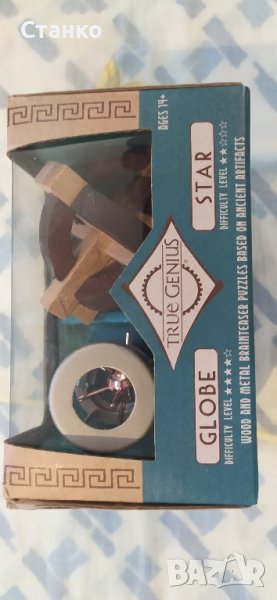 Станко
AGES 14+
STAR
DIFFICULTY LEVEL ★★☆☆☆
TRUE GENIUS
GLOBE
DIFFICULTY LEVEL ★★★★☆
WOOD AND METAL BRAINTEASER PUZZLES BASED ON ANCIENT ARTIFACTS
BAZAR